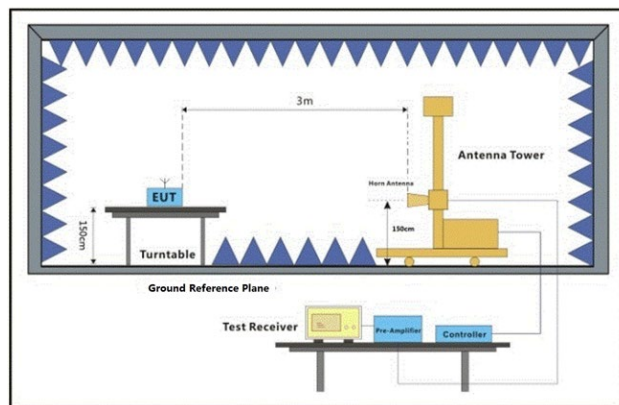 3m
Antenna Tower
Horn Antenna
EUT
150cm
150cm
Turntable
Ground Reference Plane
Test Receiver
Pre-Amplifier
Controller